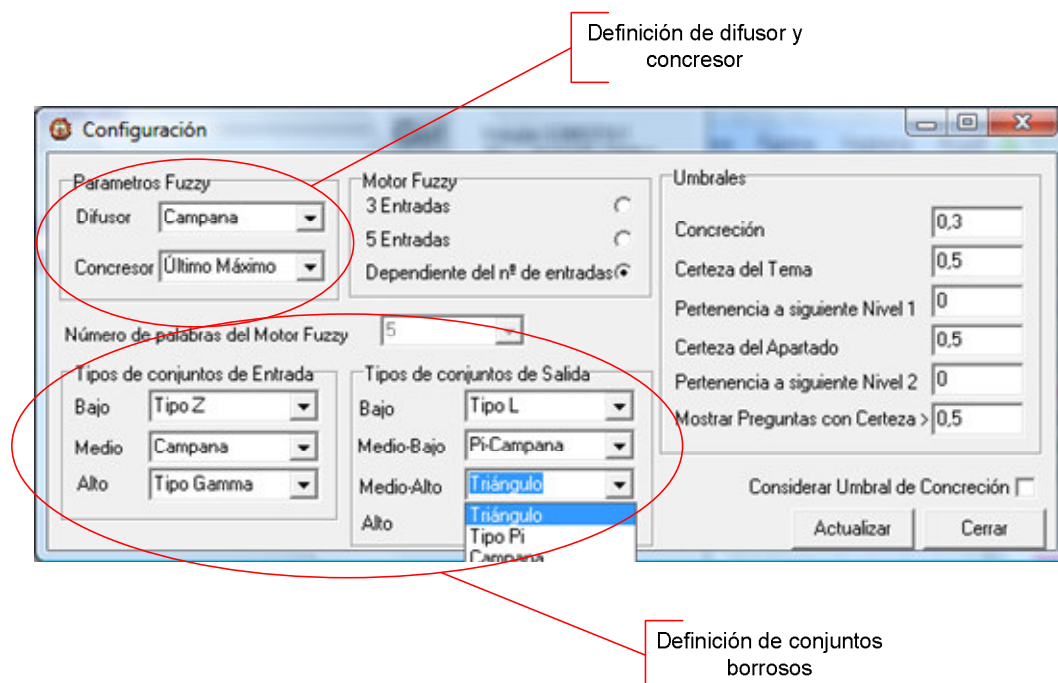 Definición de difusor y
concresor
Configuración
Parametros Fuzzy
Difusor Campana
Concresor Último Máximo
Motor Fuzzy
3 Entradas
5 Entradas
Dependiente del nº de entradas
Número de palabras del Motor Fuzzy 5
Tipos de conjuntos de Entrada
Bajo Tipo Z
Medio Campana
Alto Tipo Gamma
Tipos de conjuntos de Salida
Bajo Tipo L
Medio-Bajo Pi-Campana
Medio-Alto Triángulo
Alto
Triángulo
Tipo Pi
Campana
Umbrales
Concreción 0,3
Certeza del Tema 0,5
Pertenencia a siguiente Nivel 1 0
Certeza del Apartado 0,5
Pertenencia a siguiente Nivel 2 0
Mostrar Preguntas con Certeza > 0,5
Considerar Umbral de Concreción
Actualizar Cerrar
Definición de conjuntos
borrosos